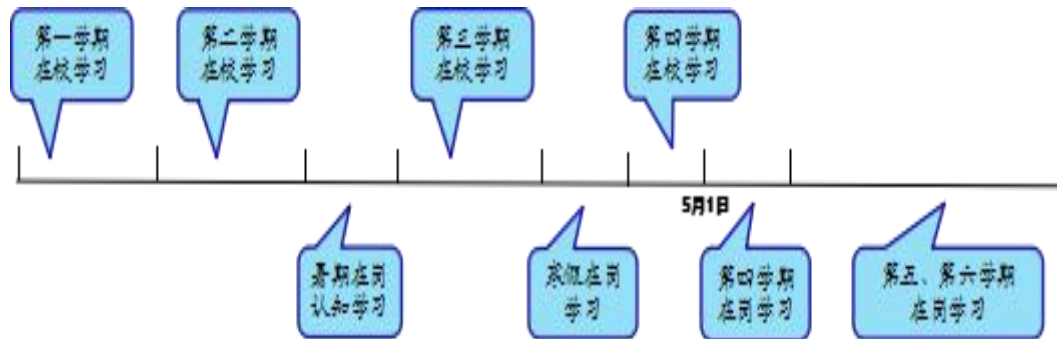 第一学期
在校学习
第二学期
在校学习
第三学期
在校学习
第四学期
在校学习
5月1日
暑期在岗
认知学习
寒假在岗
学习
第四学期
在岗学习
第五、第六学期
在岗学习